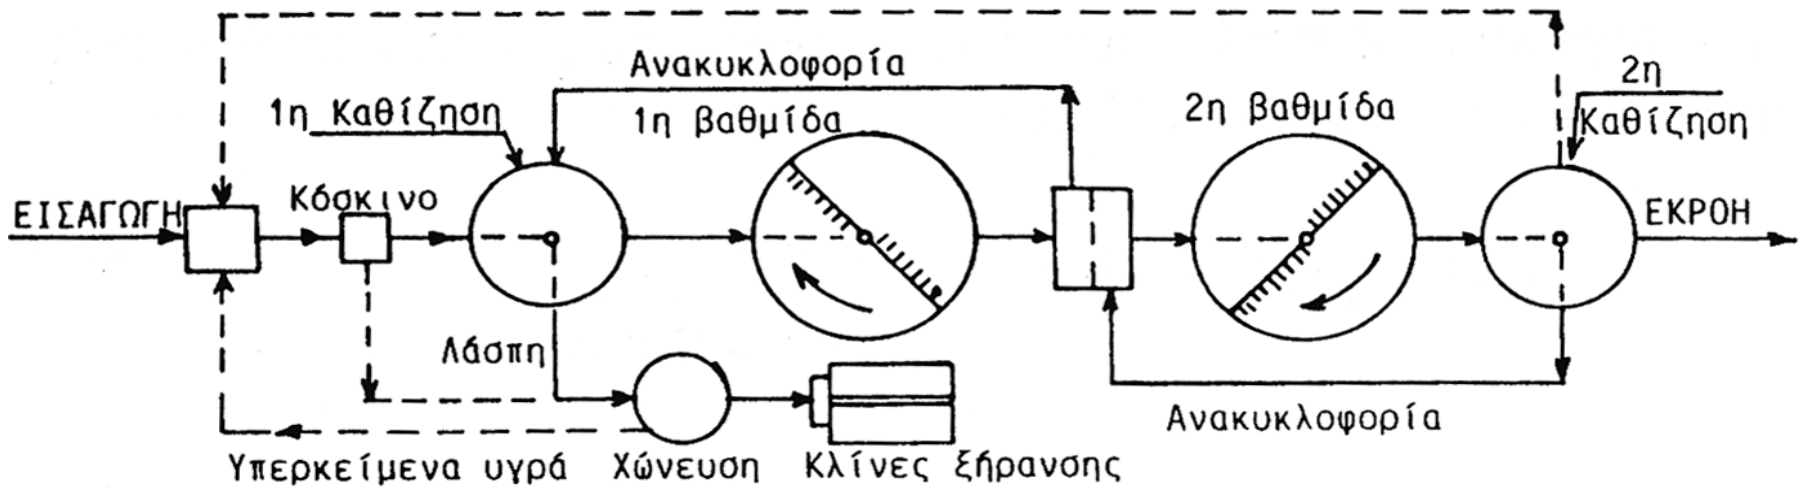 Ανακυκλοφορία
2η
1η Καθίζηση
1η βαθμίδα
2η βαθμίδα
Καθίζηση
ΕΙΣΑΓΩΓΗ
Κόσκινο
ΕΚΡΟΗ
Λάσπη
Ανακυκλοφορία
Υπερκείμενα υγρά
Χώνευση
Κλίνες ξήρανσης